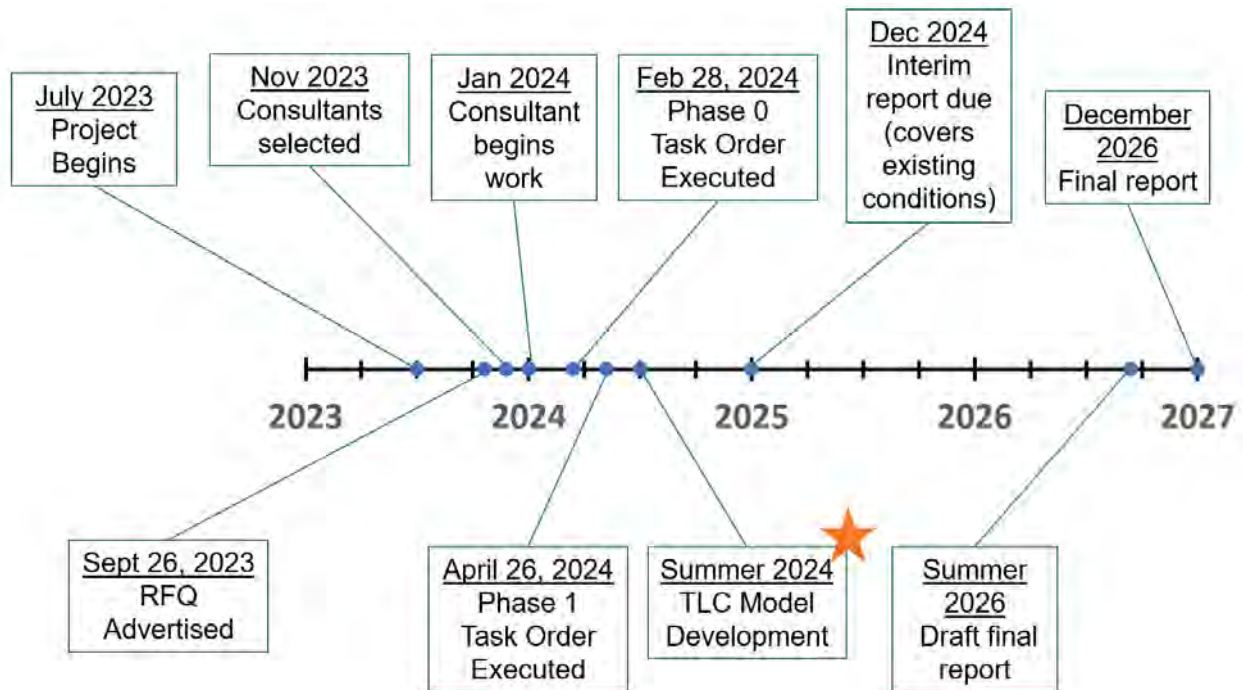 July 2023
Project
Begins
Nov 2023
Consultants
selected
Jan 2024
Consultant
begins
work
Feb 28, 2024
Phase 0
Task Order
Executed
Dec 2024
Interim
report due
(covers
existing
conditions)
December
2026
Final report
2023
2024
2025
2026
2027
Sept 26, 2023
RFQ
Advertised
April 26, 2024
Phase 1
Task Order
Executed
Summer 2024
TLC Model
Development
Summer
2026
Draft final
report